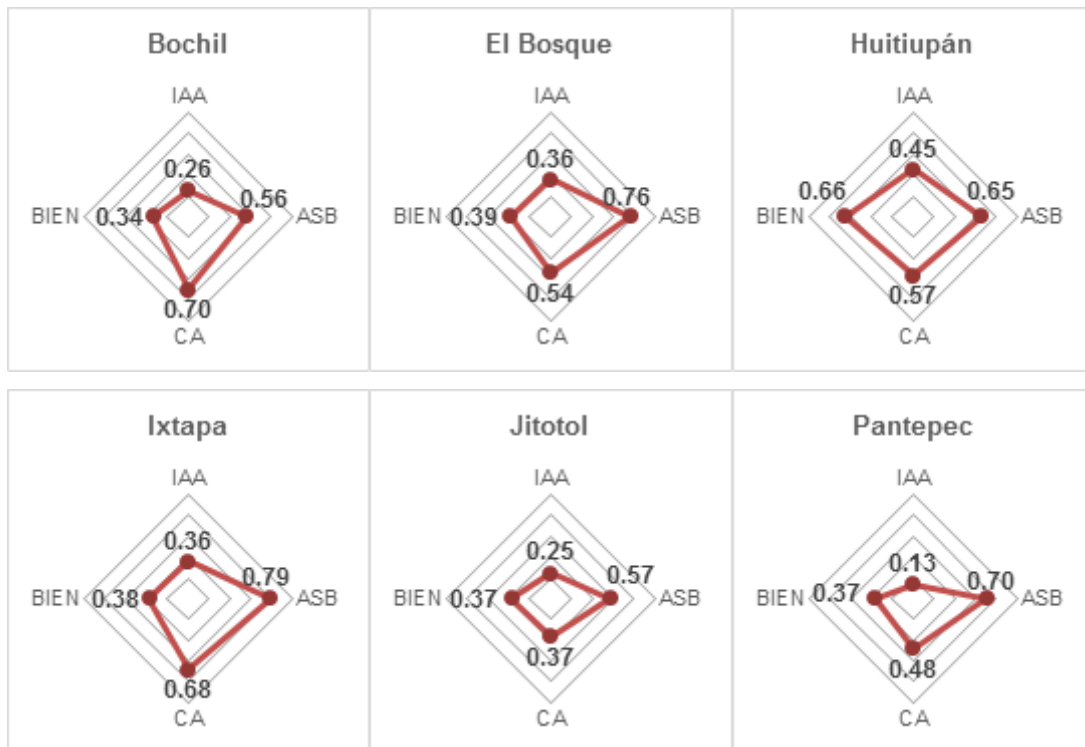 Bochil
IAA
0.26
0.56
BIEN
0.34
ASB
0.70
CA
El Bosque
IAA
0.36
0.76
BIEN
0.39
ASB
0.54
CA
Huitiupán
IAA
0.45
0.66
0.65
BIEN
ASB
0.57
CA
Ixtapa
IAA
0.36
0.79
BIEN
0.38
ASB
0.68
CA
Jitotol
IAA
0.25
0.57
BIEN
0.37
ASB
0.37
CA
Pantepec
IAA
0.13
0.37
0.70
BIEN
ASB
0.48
CA